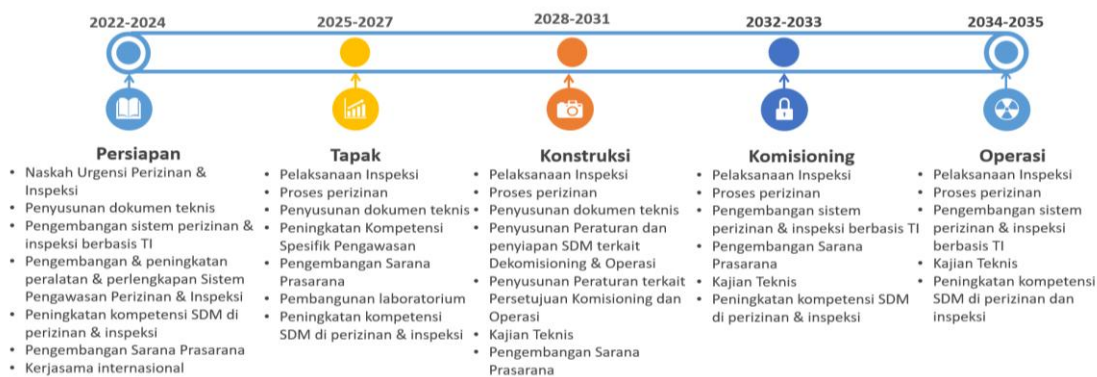 2022-2024
2025-2027
2028-2031
2032-2033
2034-2035
Persiapan
• Naskah Urgensi Perizinan &
Inspeksi
• Penyusunan dokumen teknis
• Pengembangan sistem perizinan &
inspeksi berbasis TI
• Pengembangan & peningkatan
peralatan & perlengkapan Sistem
Pengawasan Perizinan & Inspeksi
• Peningkatan kompetensi SDM di
perizinan & inspeksi
• Pengembangan Sarana Prasarana
• Kerjasama internasional
Tapak
• Pelaksanaan Inspeksi
• Proses perizinan
• Penyusunan dokumen teknis
• Peningkatan Kompetensi
Spesifik Pengawasan
• Pengembangan Sarana
Prasarana
• Pembangunan laboratorium
• Peningkatan kompetensi
SDM di perizinan & inspeksi
Konstruksi
• Pelaksanaan Inspeksi
• Proses perizinan
• Penyusunan dokumen teknis
• Penyusunan Peraturan dan
penyiapan SDM terkait
Dekomisioning & Operasi
• Penyusunan Peraturan terkait
Persetujuan Komisioning dan
Operasi
• Kajian Teknis
• Pengembangan Sarana
Prasarana
Komisioning
• Pelaksanaan Inspeksi
• Proses perizinan
• Pengembangan sistem
perizinan & inspeksi berbasis TI
• Pengembangan Sarana
Prasarana
• Kajian Teknis
• Peningkatan kompetensi SDM
di perizinan & inspeksi
Operasi
• Pelaksanaan Inspeksi
• Proses perizinan
• Pengembangan sistem
perizinan & inspeksi
berbasis TI
• Kajian Teknis
• Peningkatan kompetensi
SDM di perizinan dan
inspeksi